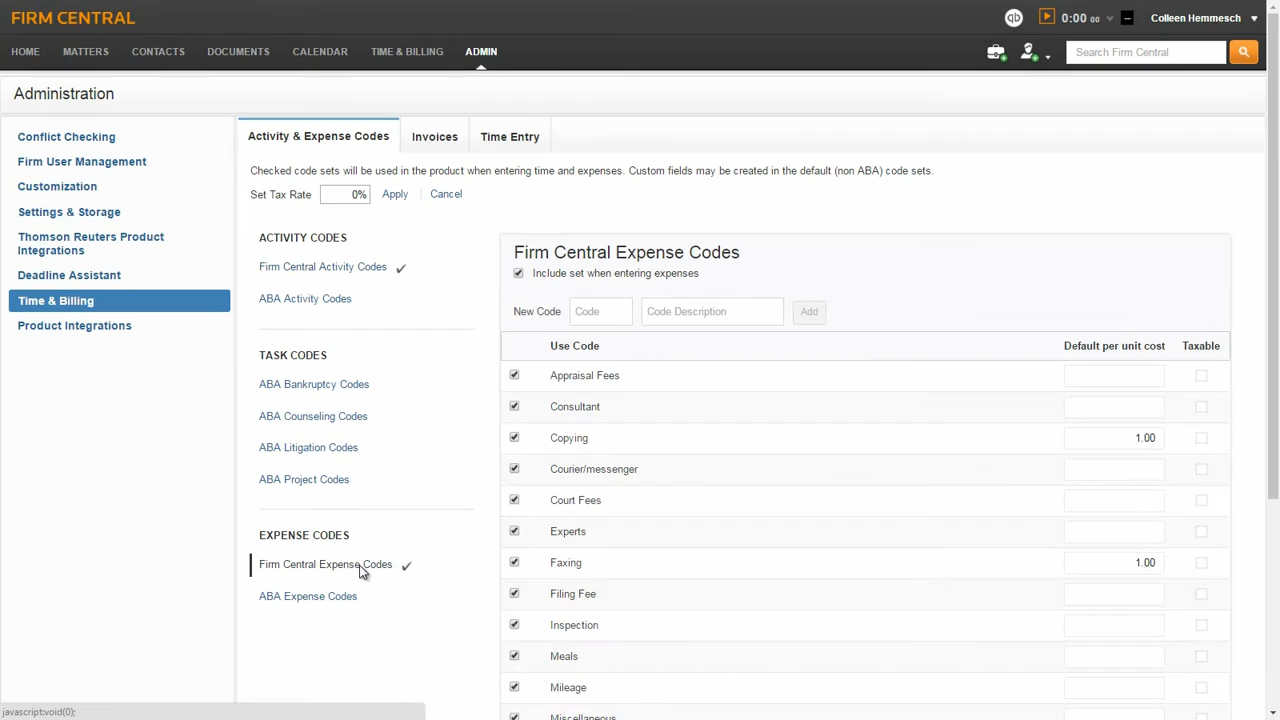 FIRM CENTRAL
qb
0:00 00
Colleen Hemmesch
HOME MATTERS CONTACTS DOCUMENTS CALENDAR TIME & BILLING ADMIN
Search Firm Central
Administration
Conflict Checking
Firm User Management
Customization
Settings & Storage
Thomson Reuters Product
Integrations
Deadline Assistant
Time & Billing
Product Integrations
Activity & Expense Codes Invoices Time Entry
Checked code sets will be used in the product when entering time and expenses. Custom fields may be created in the default (non ABA) code sets.
Set Tax Rate 0% Apply Cancel
ACTIVITY CODES
Firm Central Activity Codes
ABA Activity Codes
TASK CODES
ABA Bankruptcy Codes
ABA Counseling Codes
ABA Litigation Codes
ABA Project Codes
EXPENSE CODES
Firm Central Expense Codes
ABA Expense Codes
Firm Central Expense Codes
Include set when entering expenses
New Code Code Code Description Add
Use Code Default per unit cost Taxable
Appraisal Fees
Consultant
Copying 1.00
Courier/messenger
Court Fees
Experts
Faxing 1.00
Filing Fee
Inspection
Meals
Mileage
Miscellaneous
javascript:void(0);